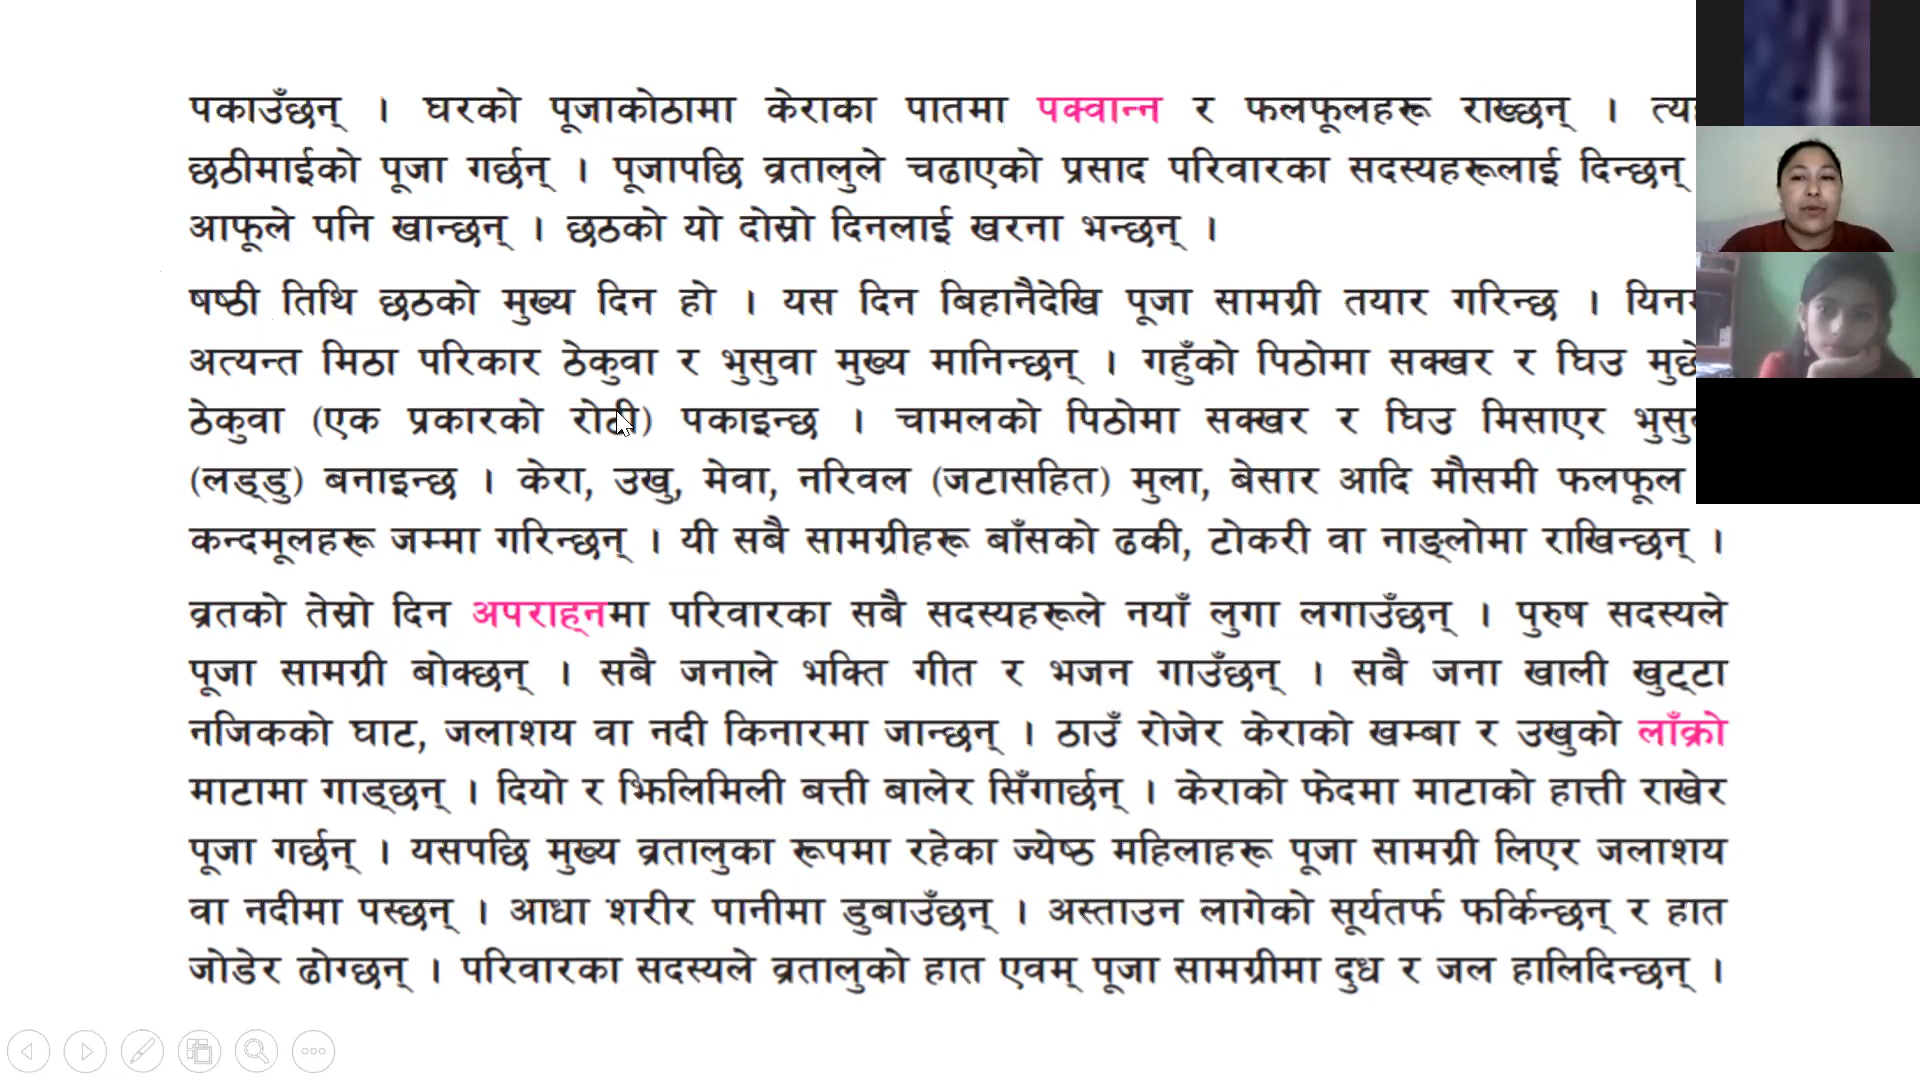 पकाउँछन् । घरको पूजाकोठामा केराका पातमा पक्वान्न र फलफूलहरू राख्छन् ।
छठीमाईको पूजा गर्छन् । पूजापछि व्रतालुले चढाएको प्रसाद परिवारका सदस्यहरूलाई दिन्छन्
आफूले पनि खान्छन् । छठको यो दोस्रो दिनलाई खरना भन्छन् ।
षष्ठी तिथि छठको मुख्य दिन हो । यस दिन बिहानैदेखि पूजा सामग्री तयार गरिन्छ ।
अत्यन्त मिठा परिकार ठेकुवा र भुसुवा मुख्य मानिन्छन् । गहुँको पिठोमा सक्खर र घिउ
ठेकुवा (एक प्रकारको रोटी) पकाइन्छ । चामलको पिठोमा सक्खर र घिउ मिसाएर
(लड्डु) बनाइन्छ । केरा, उखु, मेवा, नरिवल (जटासहित) मुला, बेसार आदि मौसमी फलफूल
कन्दमूलहरू जम्मा गरिन्छन् । यी सबै सामग्रीहरू बाँसको ढकी, टोकरी वा नाङ्लोमा राखिन्छन् ।
व्रतको तेस्रो दिन अपराह्नमा परिवारका सबै सदस्यहरूले नयाँ लुगा लगाउँछन् । पुरुष सदस्यले
पूजा सामग्री बोक्छन् । सबै जनाले भक्ति गीत र भजन गाउँछन् । सबै जना खाली खुट्टा
नजिकको घाट, जलाशय वा नदी किनारमा जान्छन् । ठाउँ रोजेर केराको खम्बा र उखुको लाँक्रो
माटामा गाड्छन् । दियो र झिलिमिली बत्ती बालेर सिँगार्छन् । केराको फेदमा माटाको हात्ती राखेर
पूजा गर्छन् । यसपछि मुख्य व्रतालुका रूपमा रहेका ज्येष्ठ महिलाहरू पूजा सामग्री लिएर जलाशय
वा नदीमा पस्छन् । आधा शरीर पानीमा डुबाउँछन् । अस्ताउन लागेको सूर्यतर्फ फर्किन्छन् र हात
जोडेर ढोग्छन् । परिवारका सदस्यले व्रतालुको हात एवम् पूजा सामग्रीमा दुध र जल हालिदिन्छन् ।